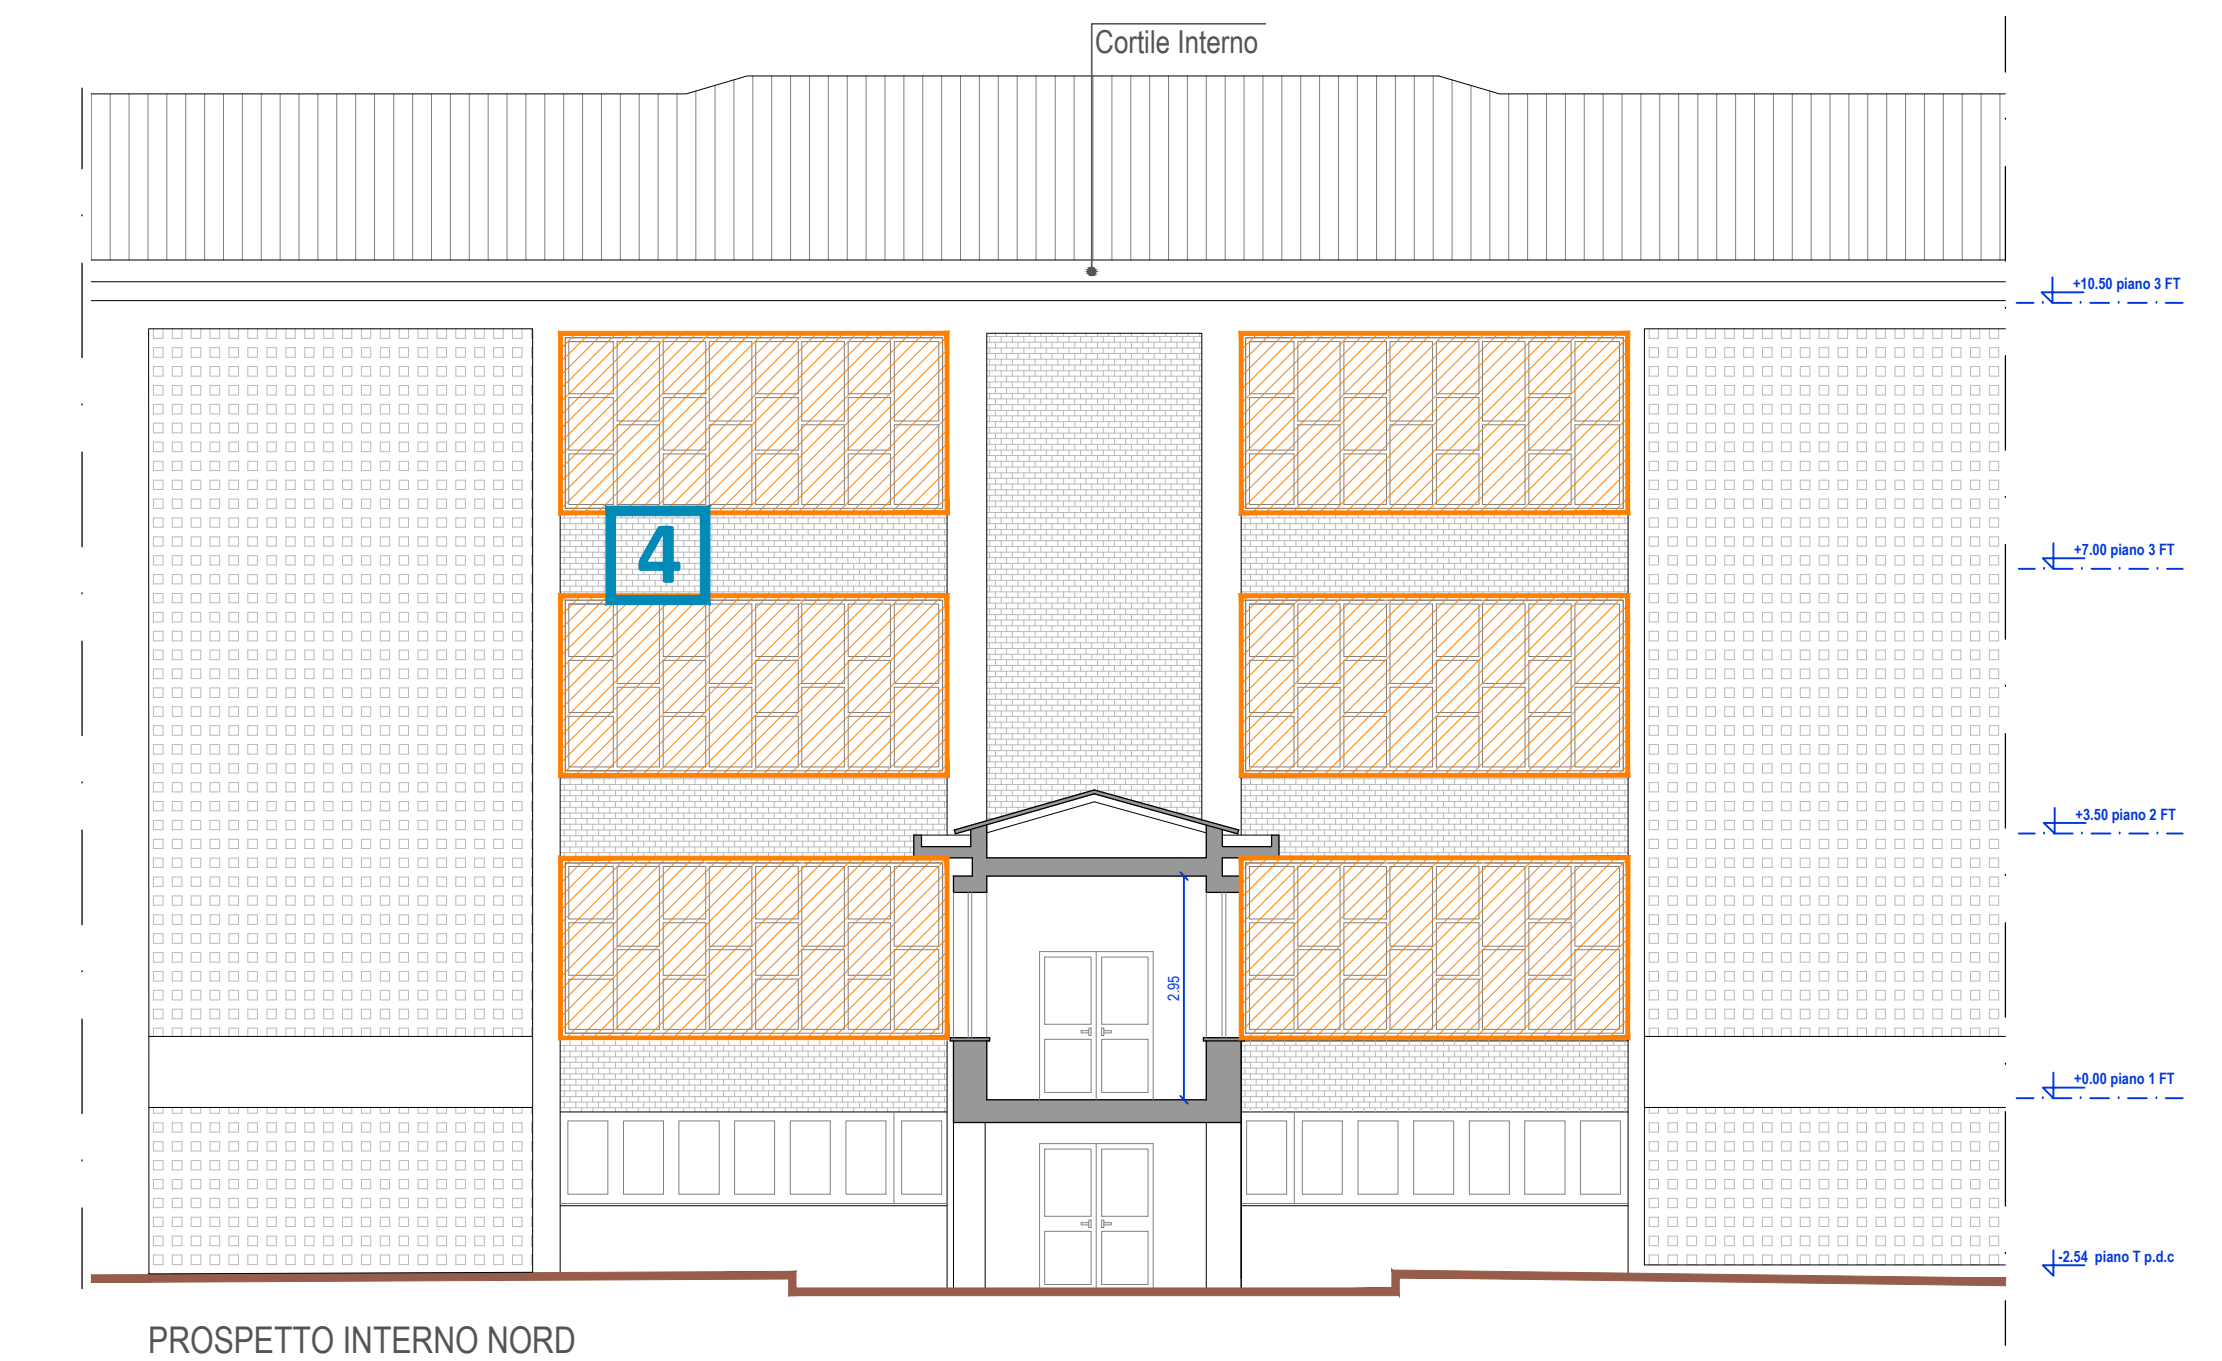 Cortile Interno
+10.50 piano 3 FT
4
+7.00 piano 3 FT
+3.50 piano 2 FT
2.95
+0.00 piano 1 FT
-2.54 piano T p.d.c
PROSPETTO INTERNO NORD